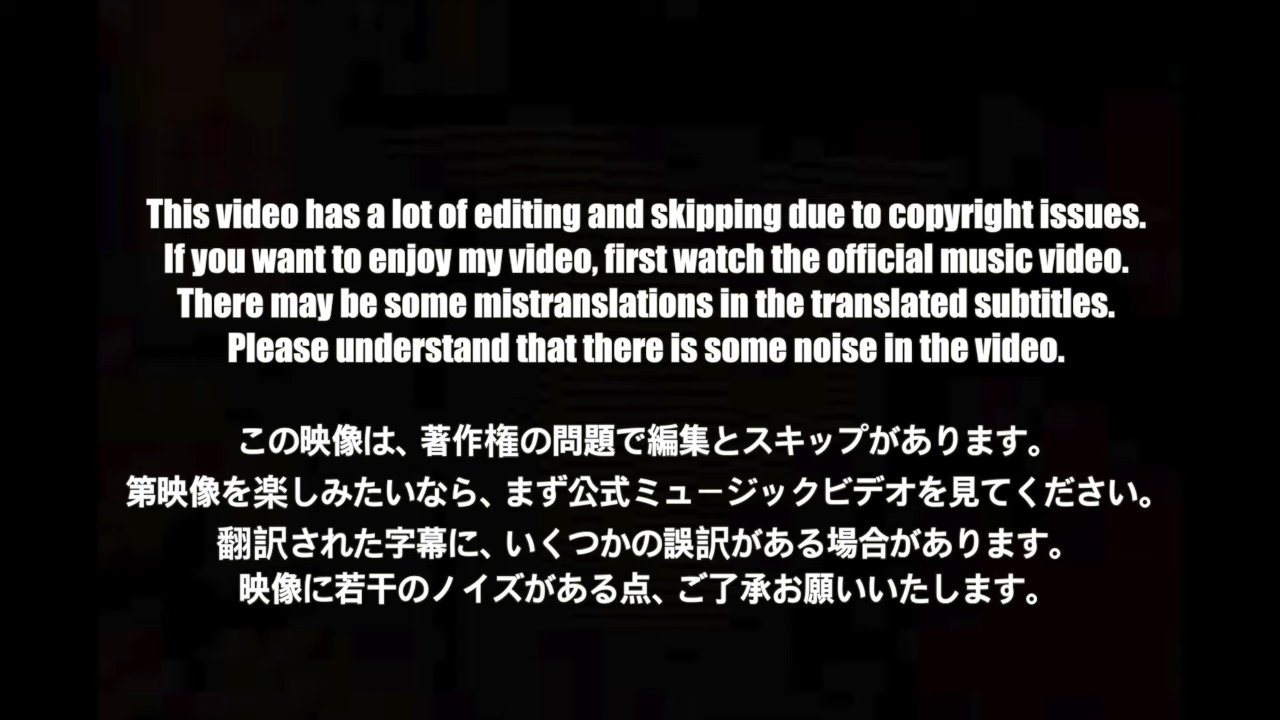 This video has a lot of editing and skipping due to copyright issues.
If you want to enjoy my video, first watch the official music video.
There may be some mistranslations in the translated subtitles.
Please understand that there is some noise in the video.
この映像は、著作権の問題で編集とスキップがあります。
第映像を楽しみたいなら、まず公式ミュージックビデオを見てください。
翻訳された字幕に、いくつかの誤訳がある場合があります。
映像に若干のノイズがある点、ご了承お願いいたします。